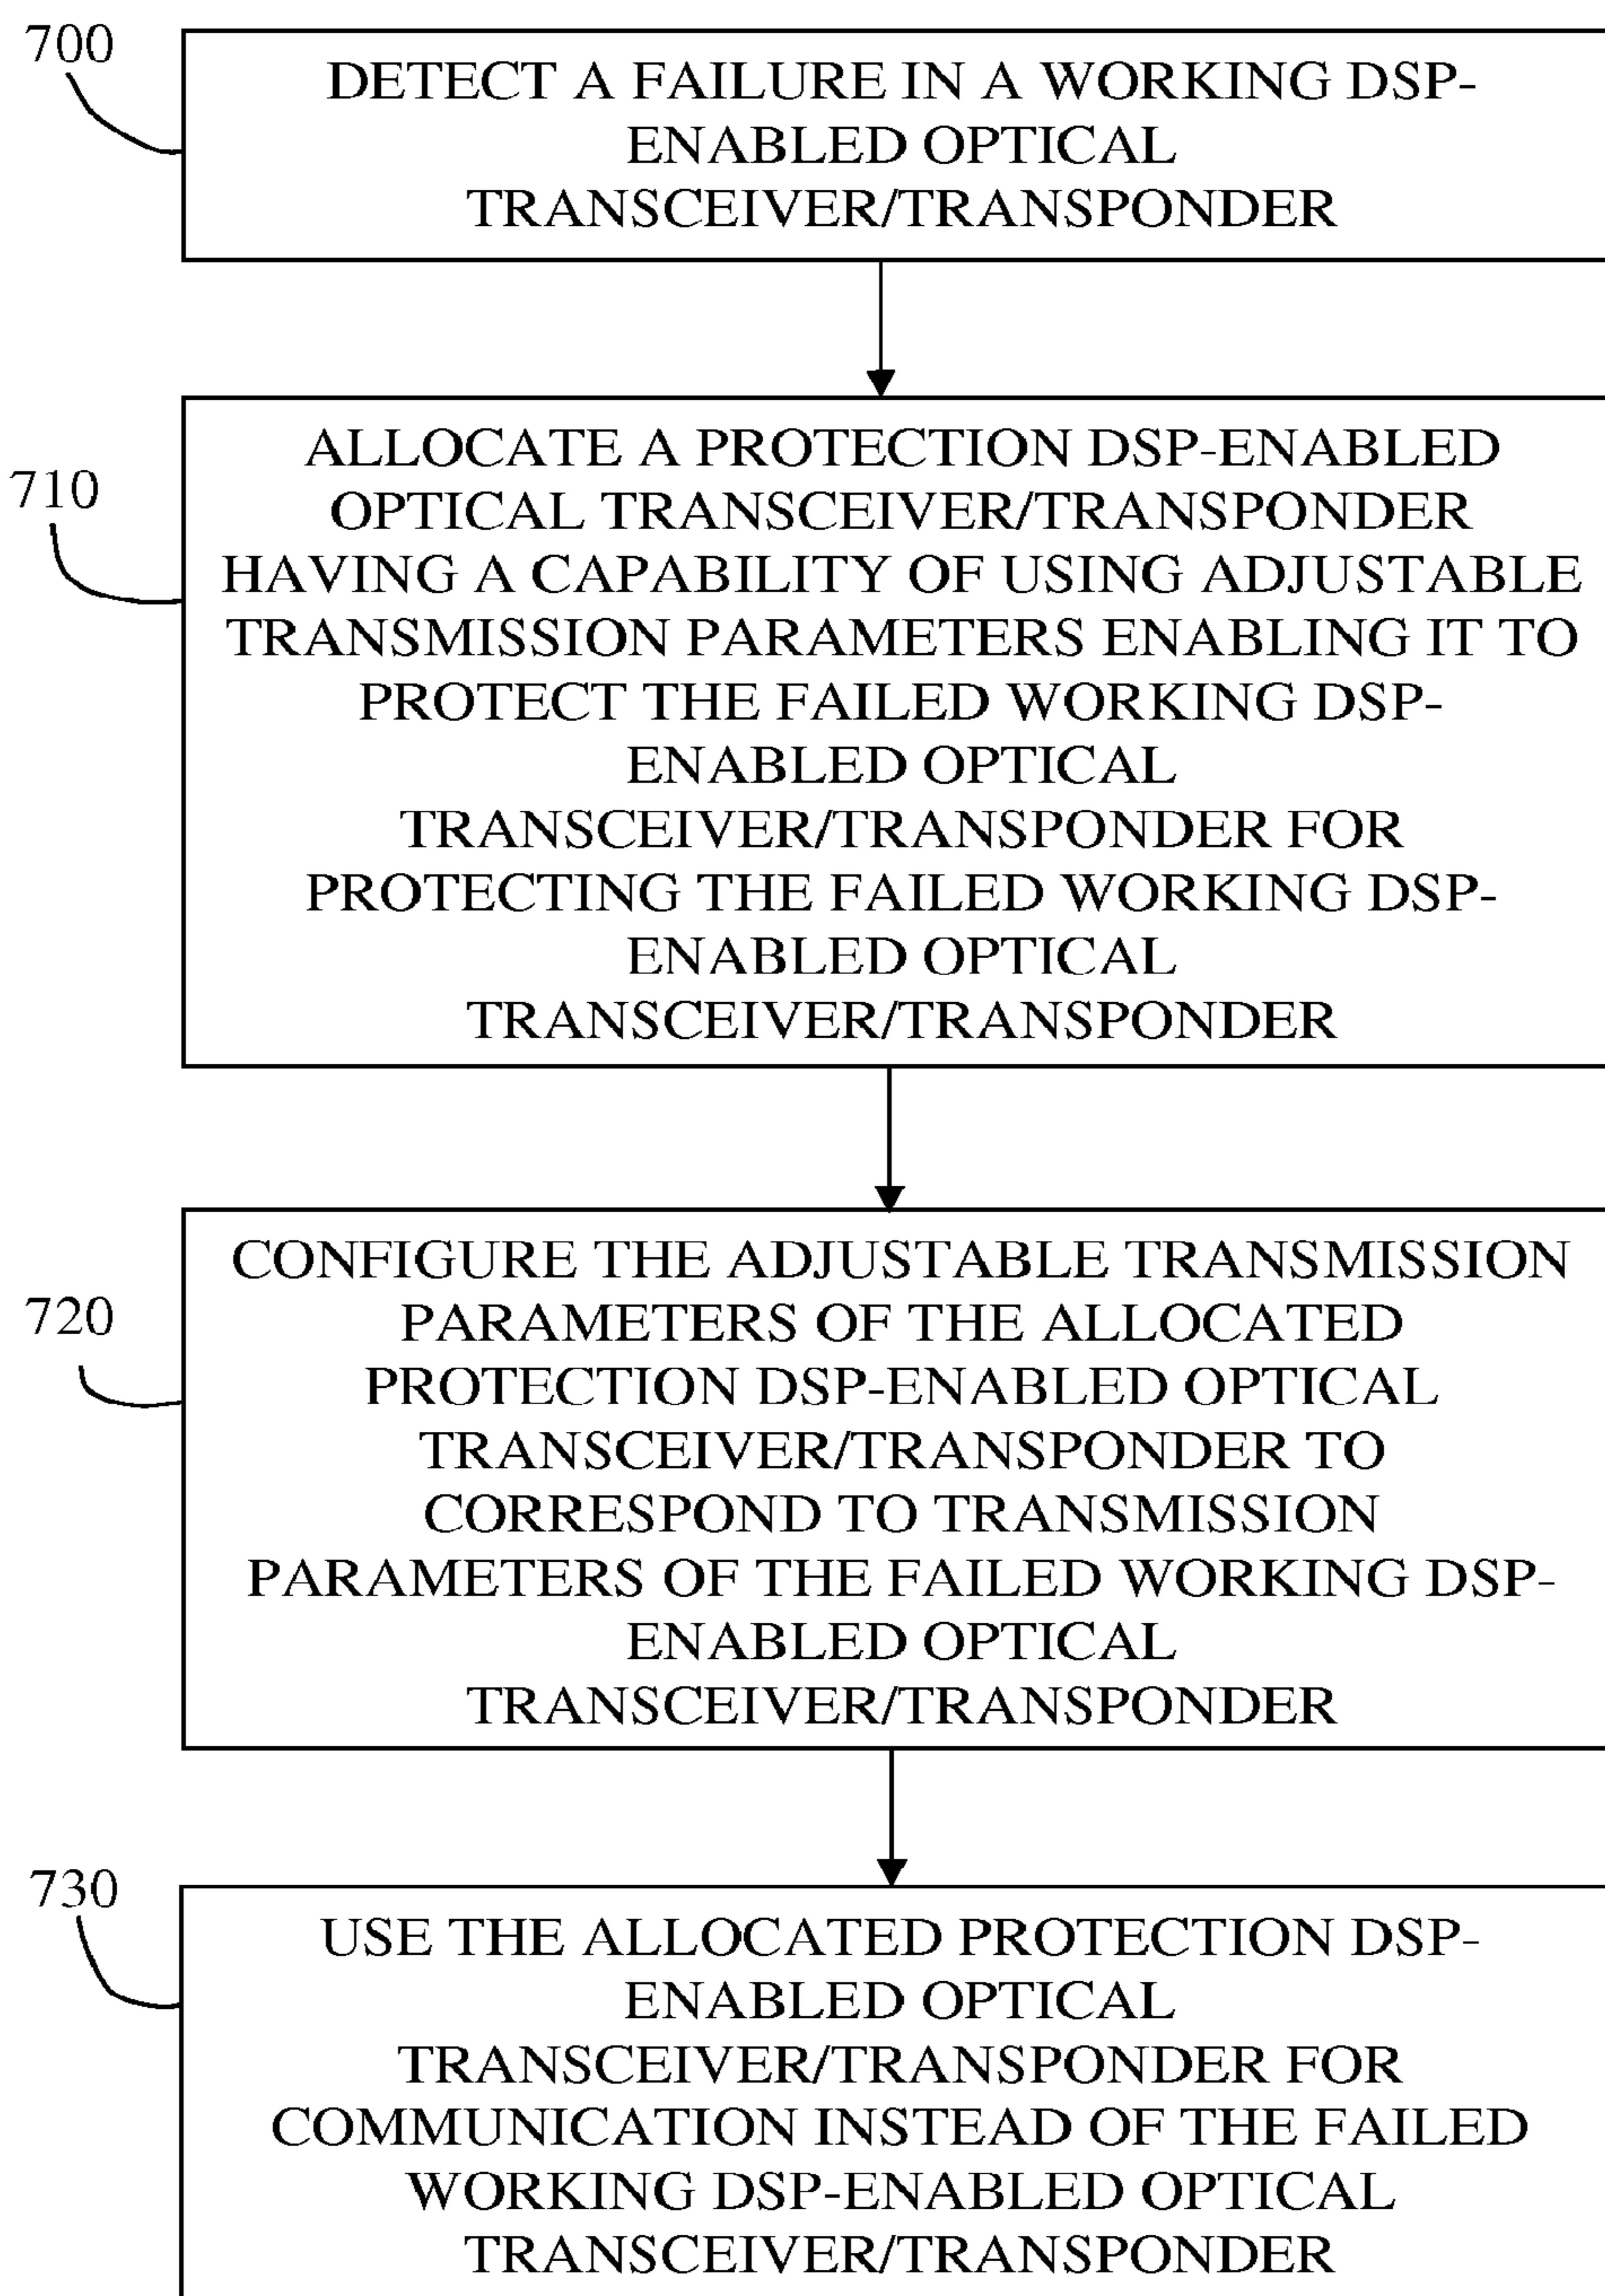 700
DETECT A FAILURE IN A WORKING DSP-
ENABLED OPTICAL
TRANSCEIVER/TRANSPONDER
710
ALLOCATE A PROTECTION DSP-ENABLED
OPTICAL TRANSCEIVER/TRANSPONDER
HAVING A CAPABILITY OF USING ADJUSTABLE
TRANSMISSION PARAMETERS ENABLING IT TO
PROTECT THE FAILED WORKING DSP-
ENABLED OPTICAL
TRANSCEIVER/TRANSPONDER FOR
PROTECTING THE FAILED WORKING DSP-
ENABLED OPTICAL
TRANSCEIVER/TRANSPONDER
720
CONFIGURE THE ADJUSTABLE TRANSMISSION
PARAMETERS OF THE ALLOCATED
PROTECTION DSP-ENABLED OPTICAL
TRANSCEIVER/TRANSPONDER TO
CORRESPOND TO TRANSMISSION
PARAMETERS OF THE FAILED WORKING DSP-
ENABLED OPTICAL
TRANSCEIVER/TRANSPONDER
730
USE THE ALLOCATED PROTECTION DSP-
ENABLED OPTICAL
TRANSCEIVER/TRANSPONDER FOR
COMMUNICATION INSTEAD OF THE FAILED
WORKING DSP-ENABLED OPTICAL
TRANSCEIVER/TRANSPONDER